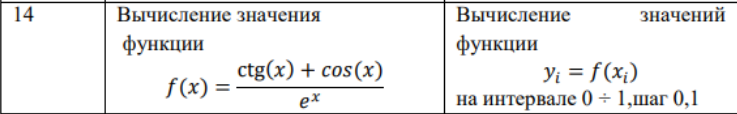 14
Вычисление значения
функции
f(x) = (ctg(x) + cos(x)) / e^x
Вычисление значений
функции
y_i = f(x_i)
на интервале 0 ÷ 1,шаг 0,1